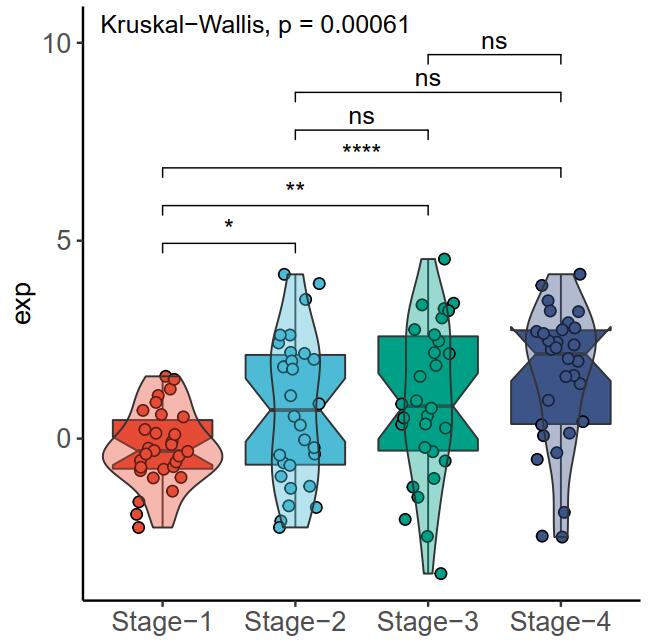 Kruskal−Wallis, p = 0.00061
10
ns
ns
ns
****
**
*
5
exp
0
Stage−1 Stage−2 Stage−3 Stage−4